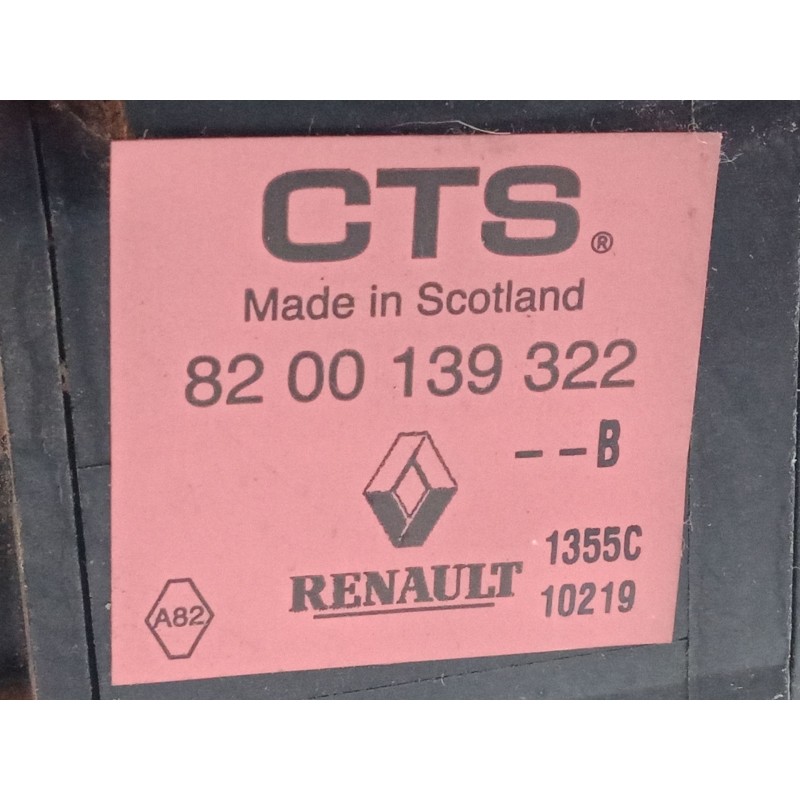 CTS®
Made in Scotland
82 00 139 322
--B
1355C
RENAULT
10219
A82